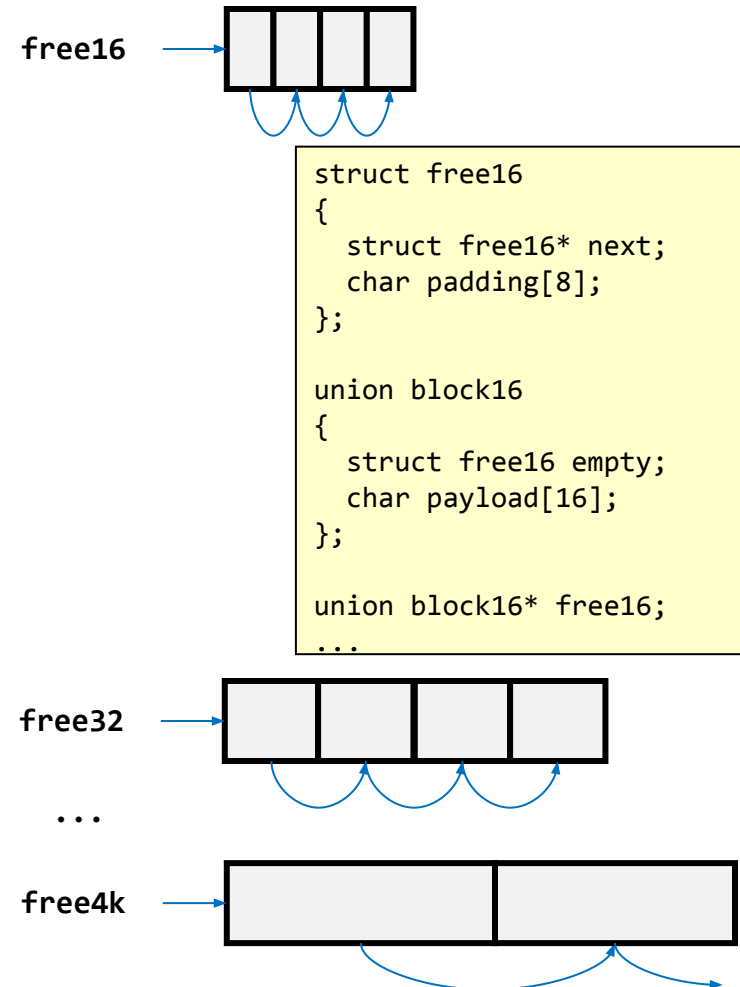 free16
struct free16
{
  struct free16* next;
  char padding[8];
};
union block16
{
  struct free16 empty;
  char payload[16];
};
union block16* free16;
...
free32
...
free4k